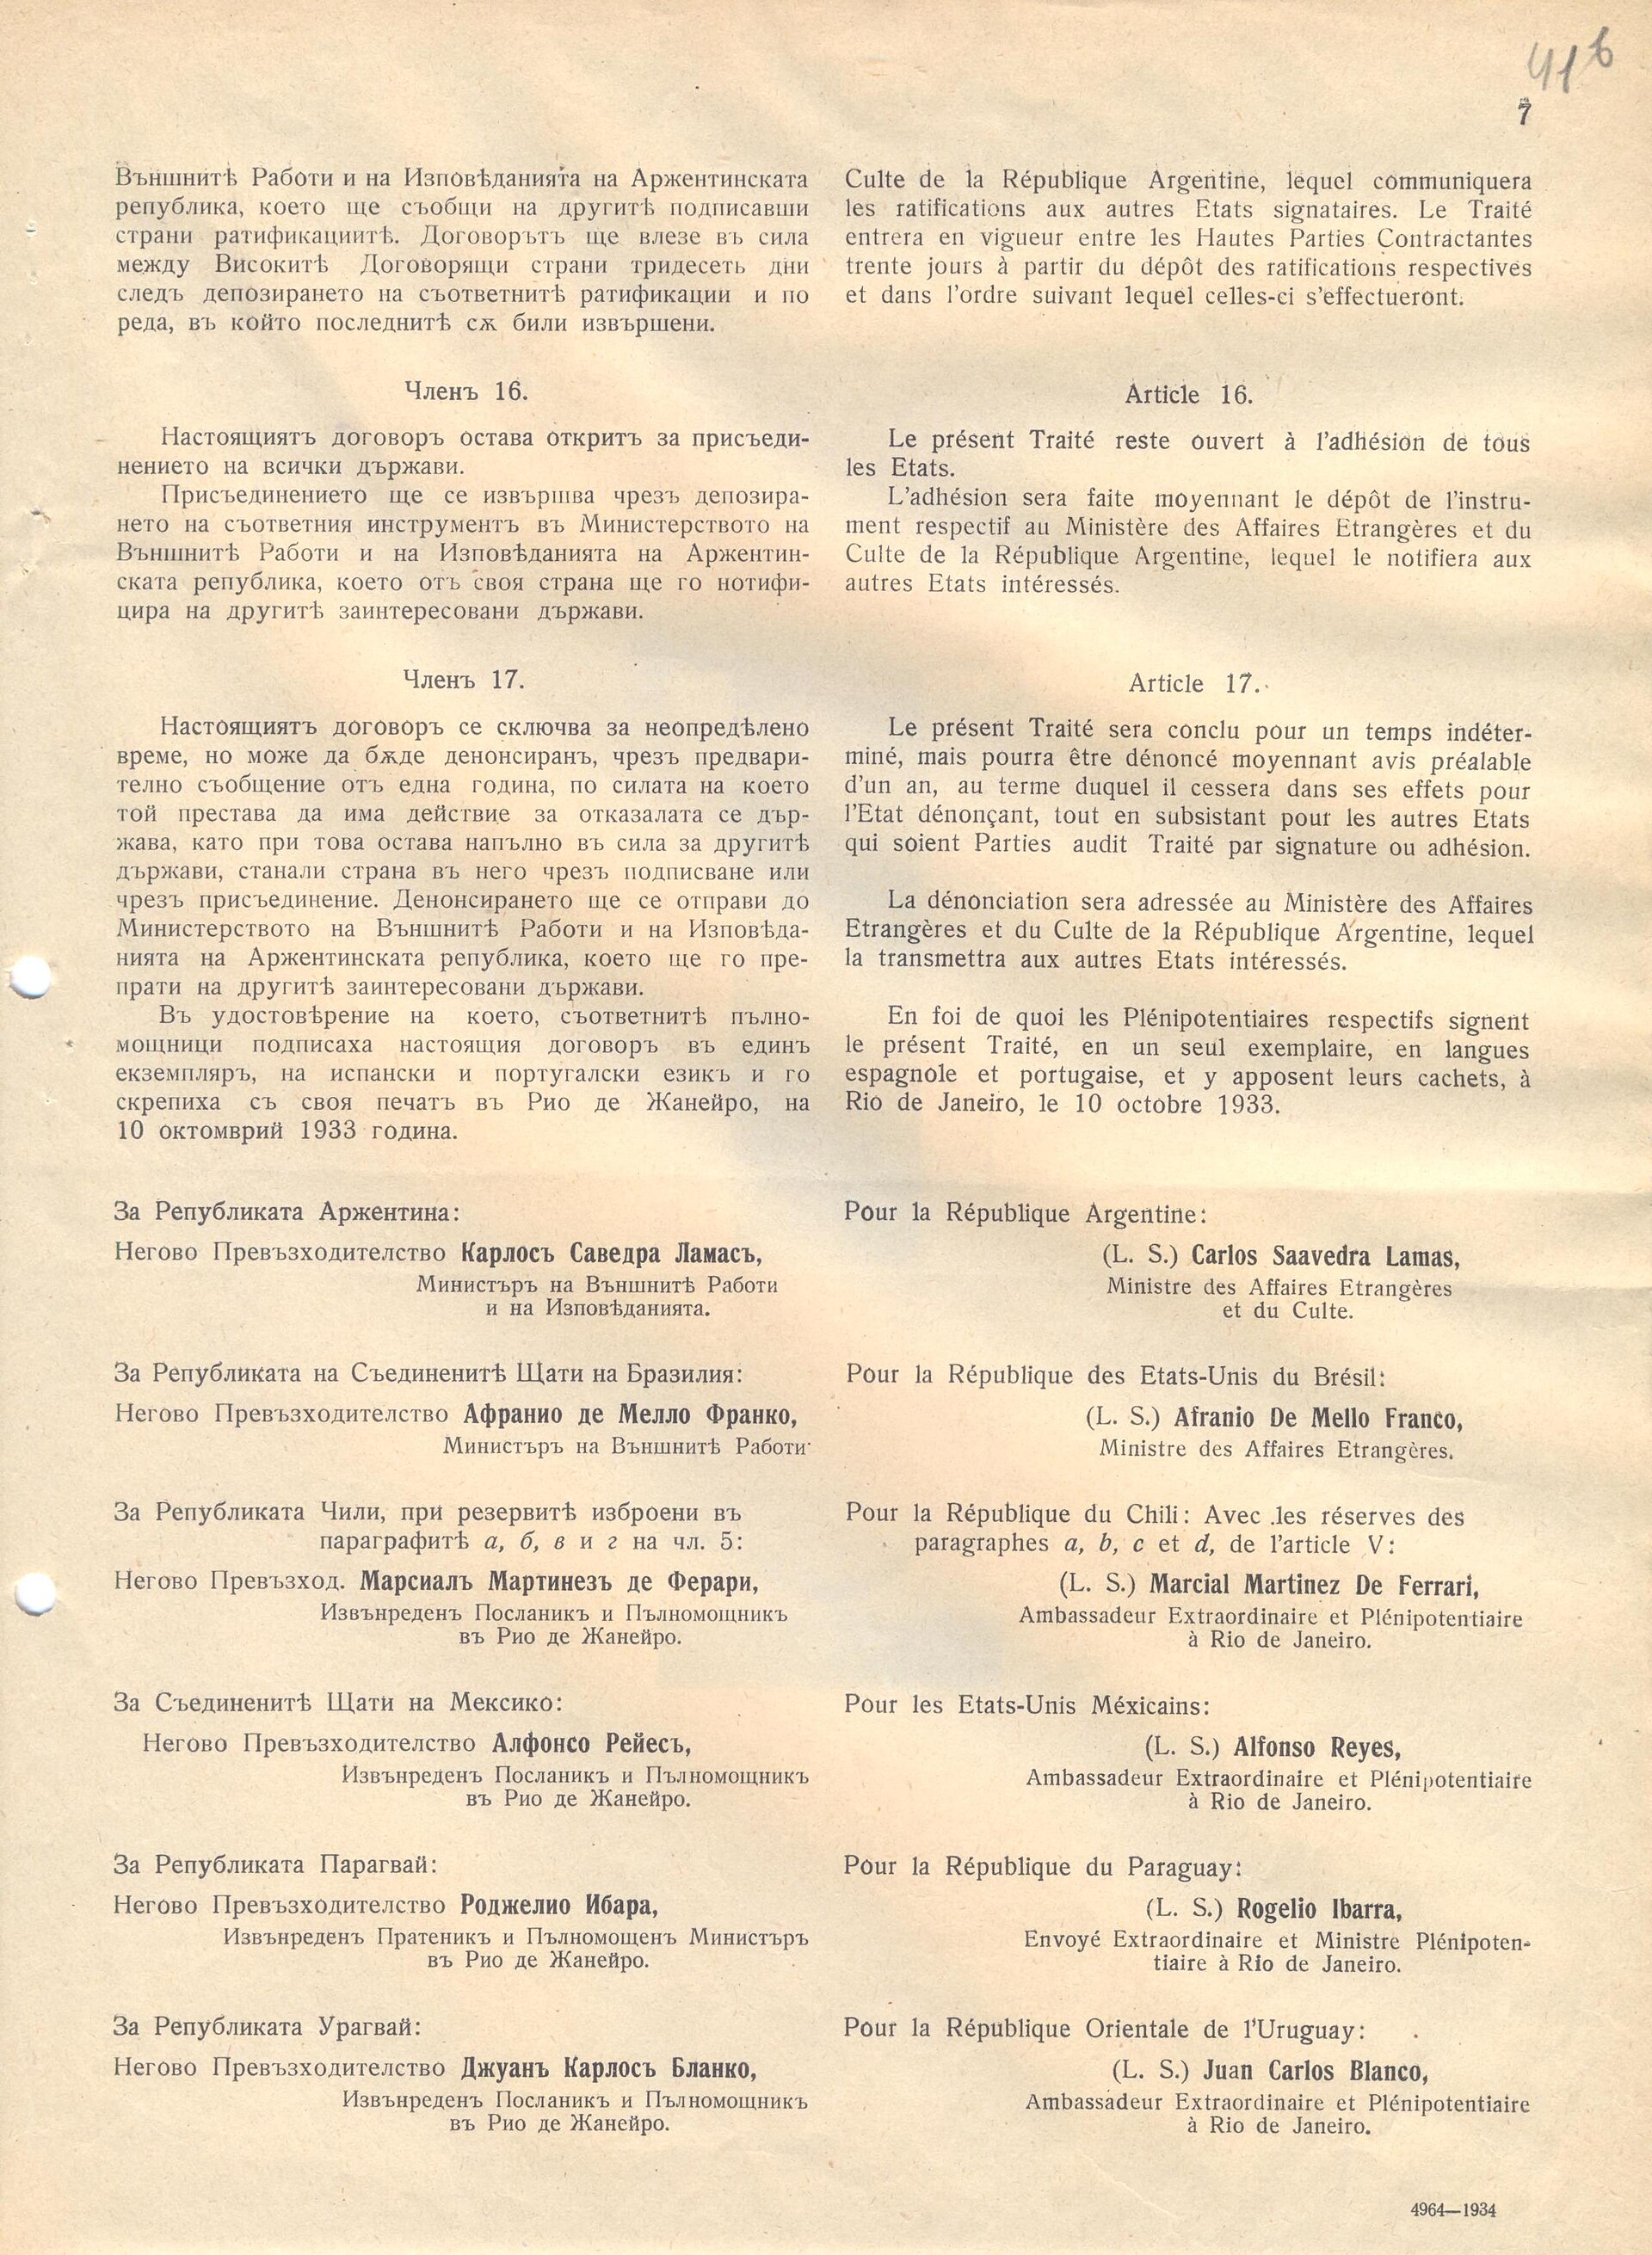 416
7
Външнитѣ Работи и на Изповѣданията на Аржентинската
република, което ще съобщи на другитѣ подписавши
страни ратификациитѣ. Договорътъ ще влезе въ сила
между Високитѣ Договорящи страни тридесеть дни
следъ депозирането на съответнитѣ ратификации и по
реда, въ който последнитѣ сѫ били извършени.
Членъ 16.
Настоящиятъ договоръ остава откритъ за присъеди-
нението на всички държави.
Присъединението ще се извършва чрезъ депозира-
нето на съответния инструментъ въ Министерството на
Външнитѣ Работи и на Изповѣданията на Аржентин-
ската република, което отъ своя страна ще го нотифи-
цира на другитѣ заинтересовани държави.
Членъ 17.
Настоящиятъ договоръ се сключва за неопредѣлено
време, но може да бѫде денонсиранъ, чрезъ предвари-
телно съобщение отъ една година, по силата на което
той престава да има действие за отказалата се дър-
жава, като при това остава напълно въ сила за другитѣ
държави, станали страна въ него чрезъ подписване или
чрезъ присъединение. Денонсирането ще се отправи до
Министерството на Външнитѣ Работи и на Изповѣда-
нията на Аржентинската република, което ще го пре-
прати на другитѣ заинтересовани държави.
Въ удостовѣрение на което, съответнитѣ пълно-
мощници подписаха настоящия договоръ въ единъ
екземпляръ, на испански и португалски езикъ и го
скрепиха съ своя печатъ въ Рио де Жанейро, на
10 октомврий 1933 година.
За Републиката Аржентина:
Негово Превъзходителство Карлосъ Саведра Ламасъ,
Министъръ на Външнитѣ Работи
и на Изповѣданията.
За Републиката на Съединенитѣ Щати на Бразилия:
Негово Превъзходителство Афранио де Мелло Франко,
Министъръ на Външнитѣ Работи
За Републиката Чили, при резервитѣ изброени въ
параграфитѣ а, б, в и г на чл. 5:
Негово Превъзход. Марсиалъ Мартинезъ де Ферари,
Извънреденъ Посланикъ и Пълномощникъ
въ Рио де Жанейро.
За Съединенитѣ Щати на Мексико:
Негово Превъзходителство Алфонсо Рейесъ,
Извънреденъ Посланикъ и Пълномощникъ
въ Рио де Жанейро.
За Републиката Парагвай:
Негово Превъзходителство Роджелио Ибара,
Извънреденъ Пратеникъ и Пълномощенъ Министъръ
въ Рио де Жанейро.
За Републиката Урагвай:
Негово Превъзходителство Джуанъ Карлосъ Бланко,
Извънреденъ Посланикъ и Пълномощникъ
въ Рио де Жанейро.
Culte de la République Argentine, lequel communiquera
les ratifications aux autres Etats signataires. Le Traité
entrera en vigueur entre les Hautes Parties Contractantes
trente jours à partir du dépôt des ratifications respectives
et dans l'ordre suivant lequel celles-ci s'effectueront.
Article 16.
Le présent Traité reste ouvert à l'adhésion de tous
les Etats.
L'adhésion sera faite moyennant le dépôt de l'instru-
ment respectif au Ministère des Affaires Etrangères et du
Culte de la République Argentine, lequel le notifiera aux
autres Etats intéressés.
Article 17.
Le présent Traité sera conclu pour un temps indéter-
miné, mais pourra être dénoncé moyennant avis préalable
d'un an, au terme duquel il cessera dans ses effets pour
l'Etat dénonçant, tout en subsistant pour les autres Etats
qui soient Parties audit Traité par signature ou adhésion.
La dénonciation sera adressée au Ministère des Affaires
Etrangères et du Culte de la République Argentine, lequel
la transmettra aux autres Etats intéressés.
En foi de quoi les Plénipotentiaires respectifs signent
le présent Traité, en un seul exemplaire, en langues
espagnole et portugaise, et y apposent leurs cachets, à
Rio de Janeiro, le 10 octobre 1933.
Pour la République Argentine:
(L. S.) Carlos Saavedra Lamas,
Ministre des Affaires Etrangères
et du Culte.
Pour la République des Etats-Unis du Brésil:
(L. S.) Afranio De Mello Franco,
Ministre des Affaires Etrangères.
Pour la République du Chili: Avec les réserves des
paragraphes a, b, c et d, de l'article V:
(L. S.) Marcial Martinez De Ferrari,
Ambassadeur Extraordinaire et Plénipotentiaire
à Rio de Janeiro.
Pour les Etats-Unis Méxicains:
(L. S.) Alfonso Reyes,
Ambassadeur Extraordinaire et Plénipotentiaire
à Rio de Janeiro.
Pour la République du Paraguay:
(L. S.) Rogelio Ibarra,
Envoyé Extraordinaire et Ministre Plénipoten-
tiaire à Rio de Janeiro.
Pour la République Orientale de l'Uruguay:
(L. S.) Juan Carlos Blanco,
Ambassadeur Extraordinaire et Plénipotentiaire
à Rio de Janeiro.
4964—1934